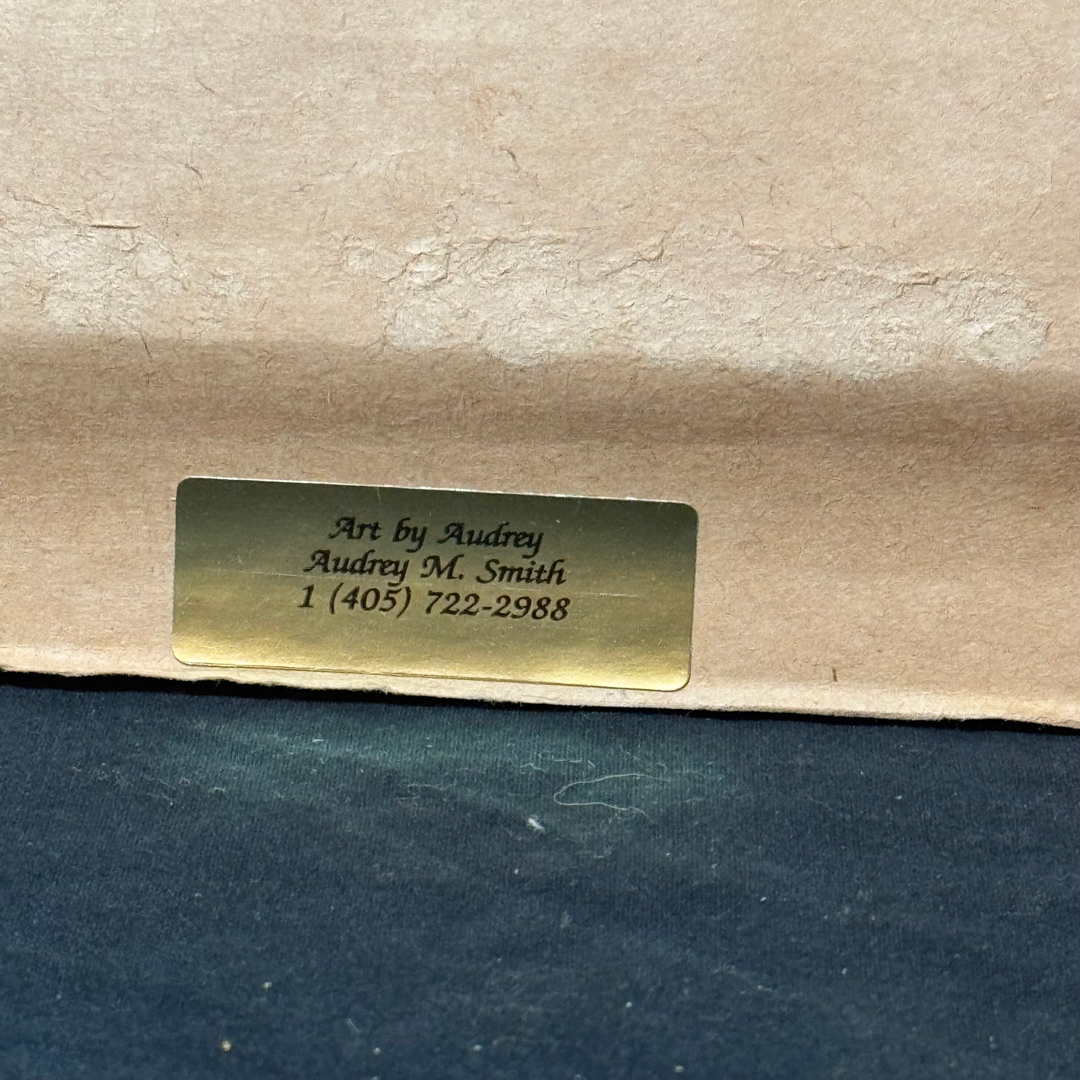 Art by Audrey
Audrey M. Smith
1 (405) 722-2988